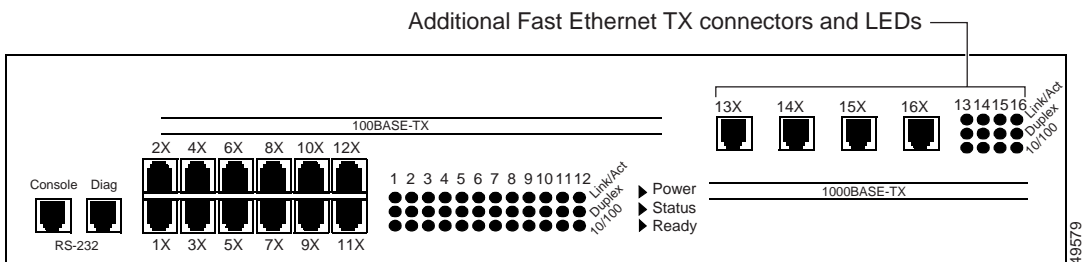 Additional Fast Ethernet TX connectors and LEDs
13X 14X 15X 16X 13 14 15 16 Link/Act
Duplex
10/100
100BASE-TX
2X 4X 6X 8X 10X 12X
Console Diag
1 2 3 4 5 6 7 8 9 10 11 12 Link/Act
Duplex
10/100
Power
Status
Ready
1000BASE-TX
RS-232
1X 3X 5X 7X 9X 11X
49579